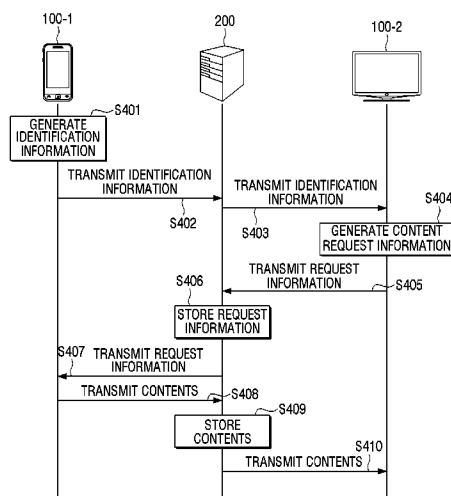 100-1
200
100-2
S401
GENERATE
IDENTIFICATION
INFORMATION
TRANSMIT IDENTIFICATION
INFORMATION
S402
TRANSMIT IDENTIFICATION
INFORMATION
S403
S404
GENERATE CONTENT
REQUEST INFORMATION
TRANSMIT REQUEST
INFORMATION
S405
S406
STORE REQUEST
INFORMATION
S407
TRANSMIT REQUEST
INFORMATION
TRANSMIT CONTENTS
S408
S409
STORE
CONTENTS
S410
TRANSMIT CONTENTS